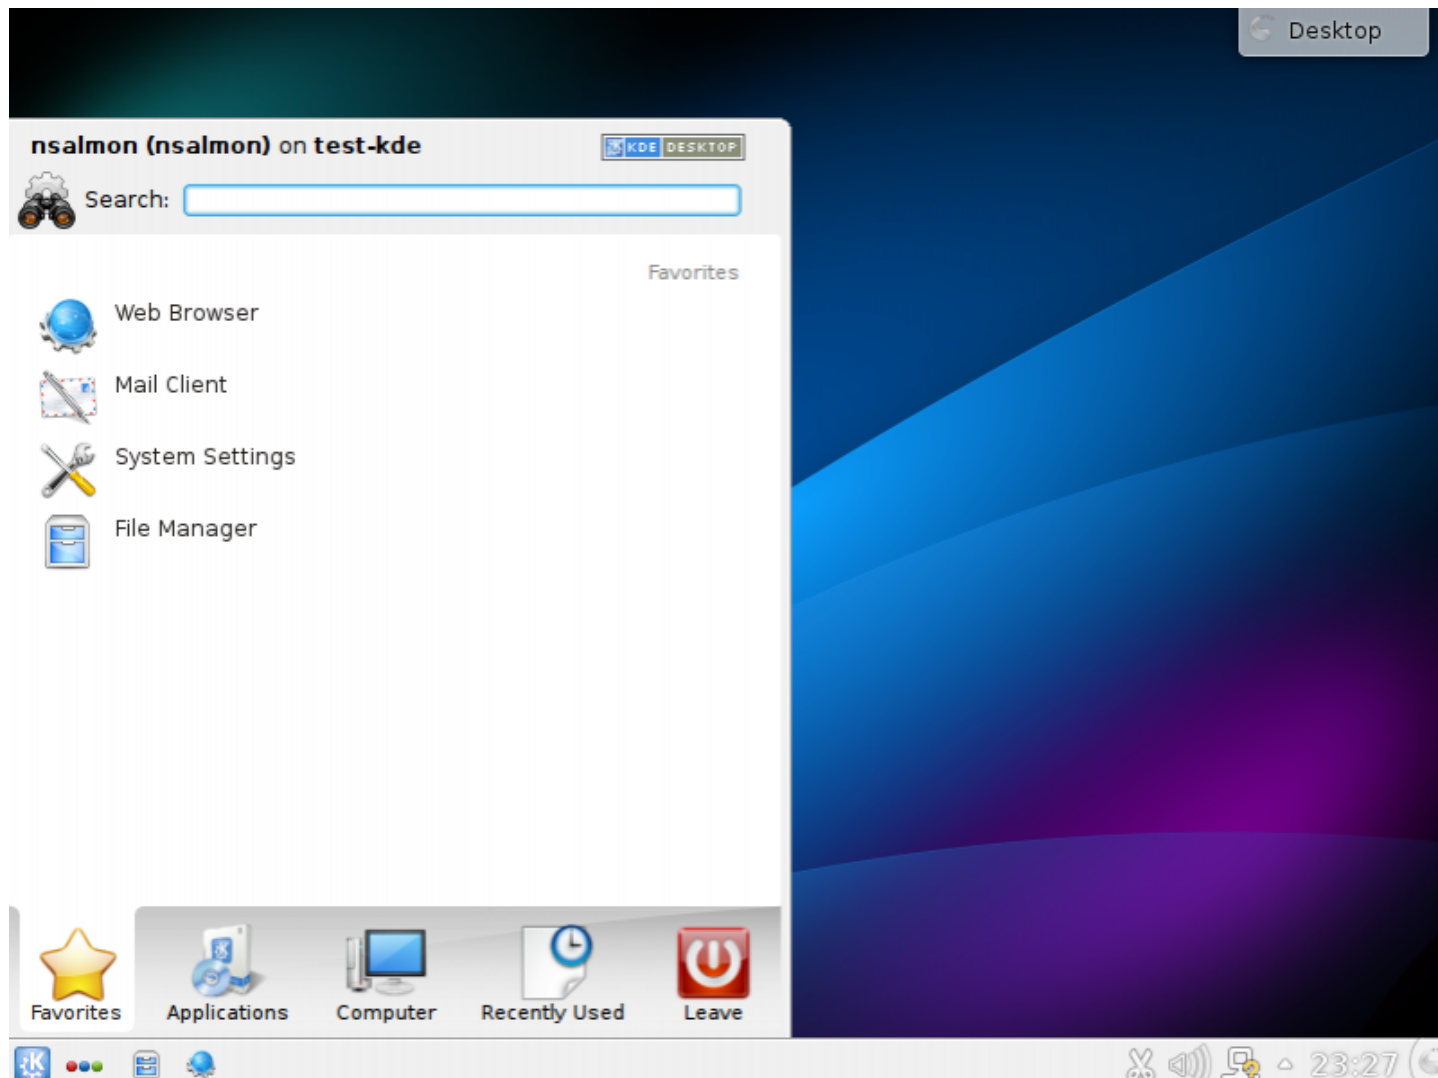 Desktop
nsalmon (nsalmon) on test-kde
KDE DESKTOP
Search:
Favorites
Web Browser
Mail Client
System Settings
File Manager
Favorites
Applications
Computer
Recently Used
Leave
23:27